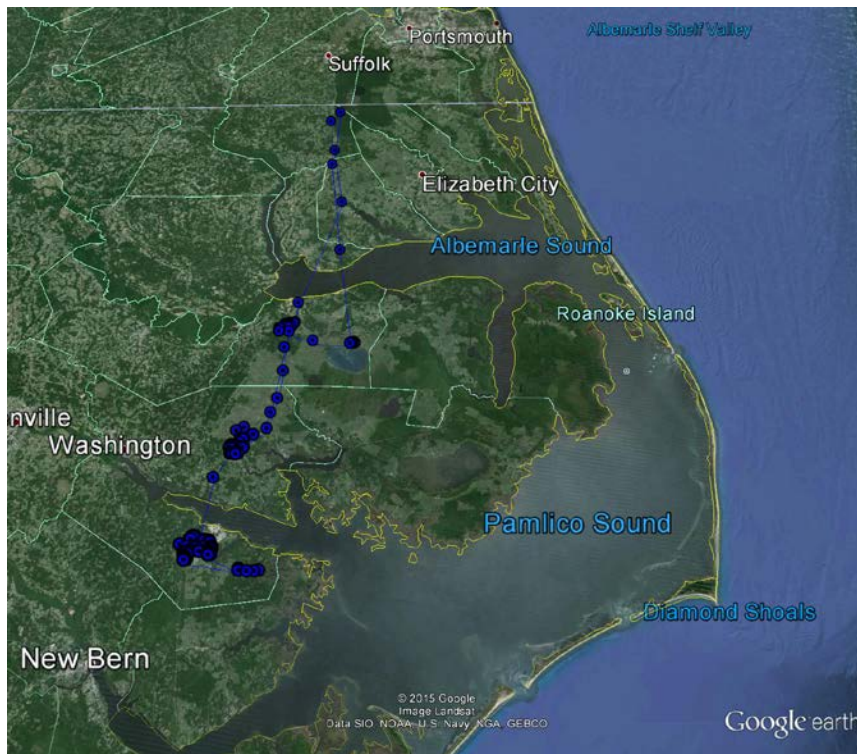 Portsmouth
Albemarle Shelf Valley
Suffolk
Elizabeth City
Albemarle Sound
Roanoke Island
nville
Washington
Pamlico Sound
Diamond Shoals
New Bern
© 2015 Google
Image Landsat
Data SIO, NOAA, U.S. Navy, NGA, GEBCO
Google earth